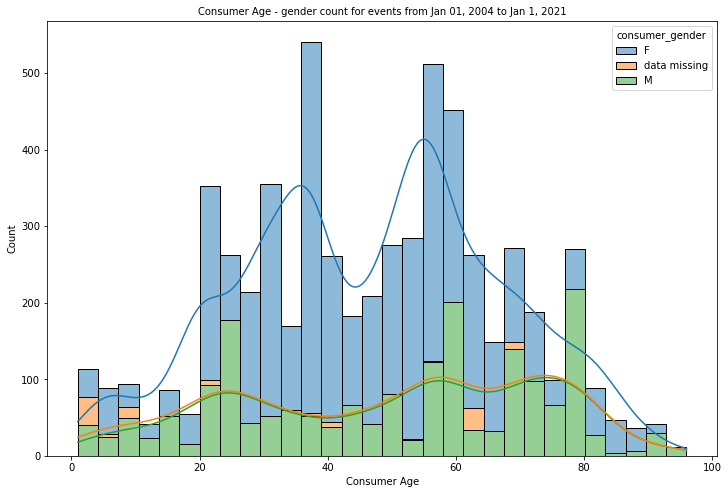 Consumer Age - gender count for events from Jan 01, 2004 to Jan 1, 2021
consumer_gender
F
data missing
M
500
400
300
200
100
0
Count
0 20 40 60 80 100
Consumer Age